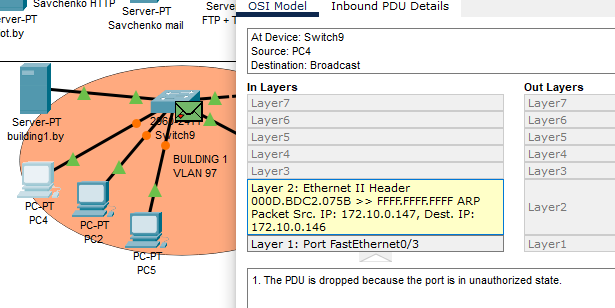 Savchenko HTTP
Server-PT
ot.by
Server-PT
Savchenko mail
Serve
FTP + T
Server-PT
building1.by
Switch9
BUILDING 1
VLAN 97
PC-PT
PC4
PC-PT
PC2
PC-PT
PC5
OSI Model Inbound PDU Details
At Device: Switch9
Source: PC4
Destination: Broadcast
In Layers Out Layers
Layer7 Layer7
Layer6 Layer6
Layer5 Layer5
Layer4 Layer4
Layer3 Layer3
Layer 2: Ethernet II Header
000D.BDC2.075B >> FFFF.FFFF.FFFF ARP
Packet Src. IP: 172.10.0.147, Dest. IP:
172.10.0.146
Layer2
Layer 1: Port FastEthernet0/3 Layer1
1. The PDU is dropped because the port is in unauthorized state.